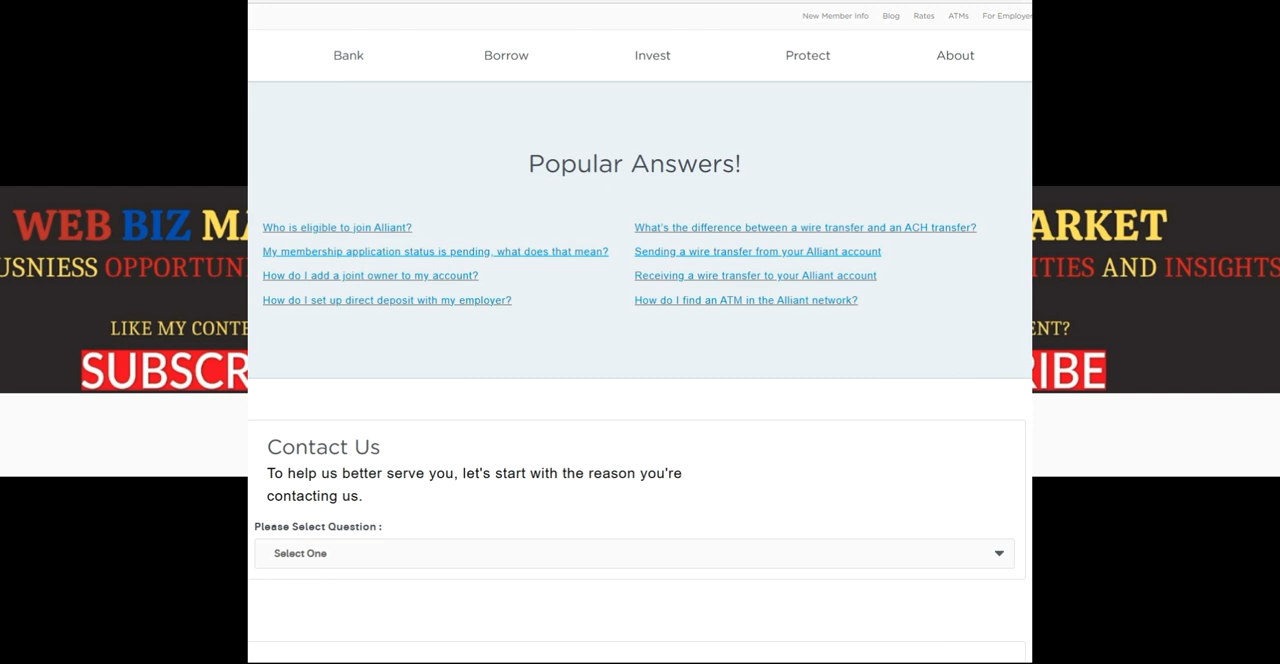 New Member Info Blog Rates ATMs For Employer
Bank Borrow Invest Protect About
Popular Answers!
WEB BIZ MA
ARKET
USNIESS OPPORTUN
ITIES AND INSIGHTS
Who is eligible to join Alliant?
My membership application status is pending, what does that mean?
How do I add a joint owner to my account?
How do I set up direct deposit with my employer?
What's the difference between a wire transfer and an ACH transfer?
Sending a wire transfer from your Alliant account
Receiving a wire transfer to your Alliant account
How do I find an ATM in the Alliant network?
LIKE MY CONTE
ENT?
SUBSCR
RIBE
Contact Us
To help us better serve you, let's start with the reason you're
contacting us.
Please Select Question :
Select One